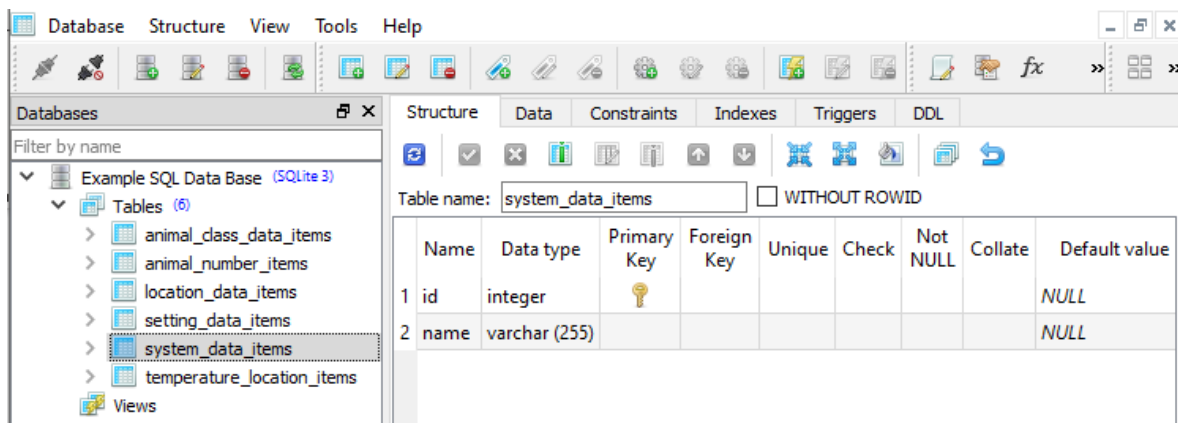 Database Structure View Tools Help
fx » »
Databases
Filter by name
Example SQL Data Base (SQLite 3)
Tables (6)
animal_class_data_items
animal_number_items
location_data_items
setting_data_items
system_data_items
temperature_location_items
Views
Structure Data Constraints Indexes Triggers DDL
Table name: system_data_items WITHOUT ROWID
Name Data type Primary Key Foreign Key Unique Check Not NULL Collate Default value
1 id integer NULL
2 name varchar (255) NULL